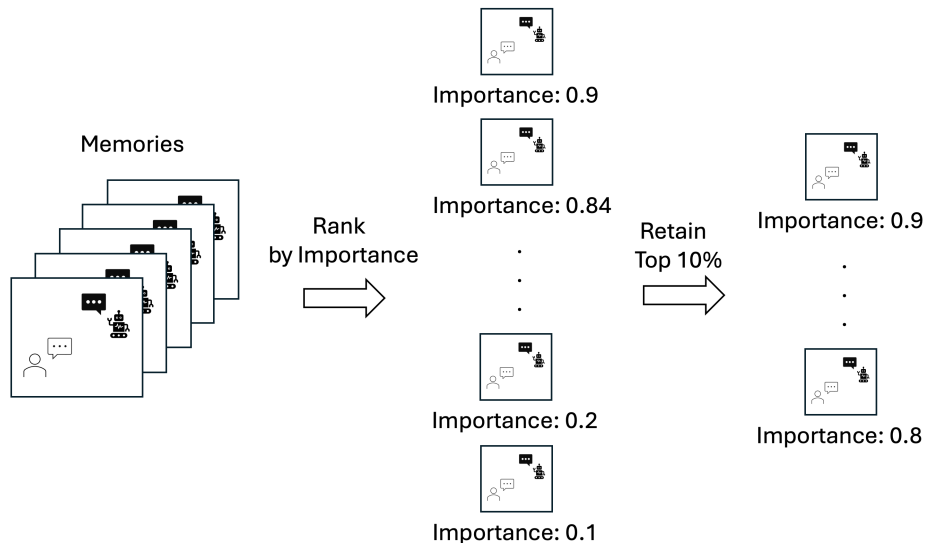 Memories
Rank
by Importance
Importance: 0.9
Importance: 0.84
Importance: 0.2
Importance: 0.1
Retain
Top 10%
Importance: 0.9
Importance: 0.8